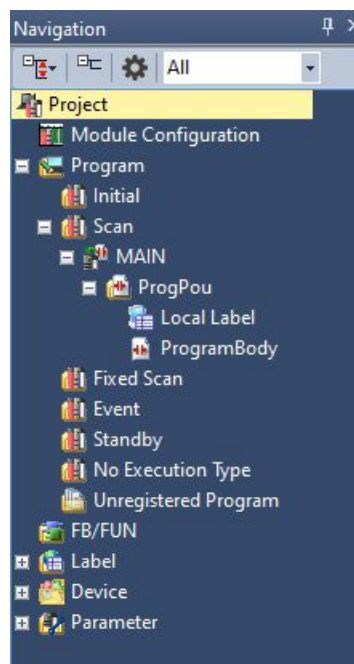 Navigation
All
Project
Module Configuration
Program
Initial
Scan
MAIN
ProgPou
Local Label
ProgramBody
Fixed Scan
Event
Standby
No Execution Type
Unregistered Program
FB/FUN
Label
Device
Parameter